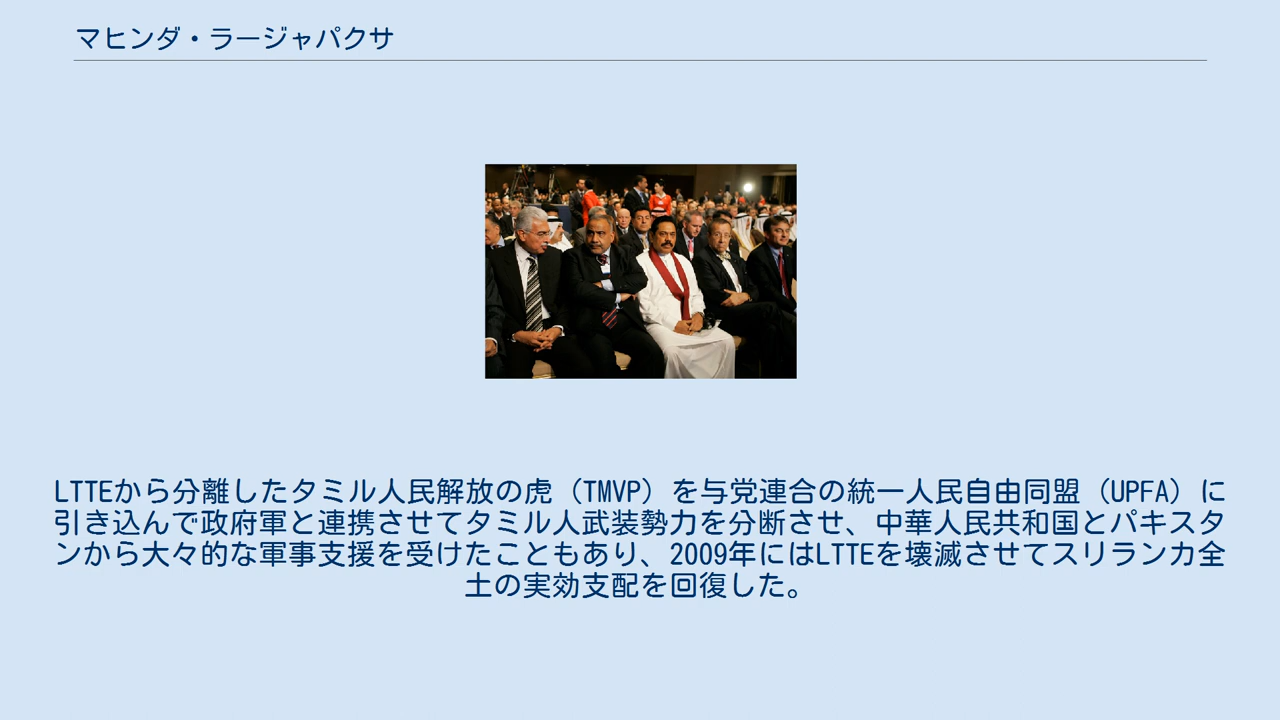 マヒンダ・ラージャパクサ
LTTEから分離したタミル人民解放の虎（TMVP）を与党連合の統一人民自由同盟（UPFA）に
引き込んで政府軍と連携させてタミル人武装勢力を分断させ、中華人民共和国とパキスタ
ンから大々的な軍事支援を受けたこともあり、2009年にはLTTEを壊滅させてスリランカ全
土の実効支配を回復した。